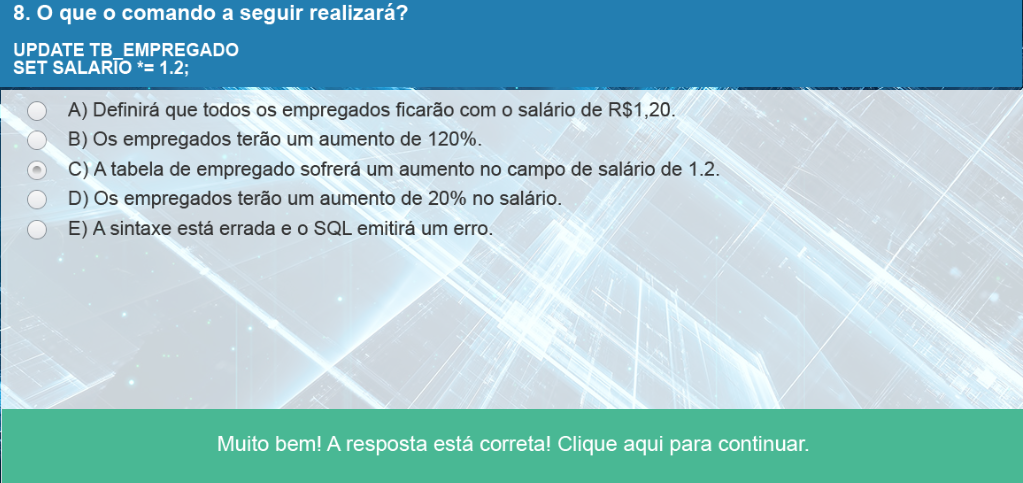 8. O que o comando a seguir realizará?
UPDATE TB_EMPREGADO
SET SALARIO *= 1.2;
A) Definirá que todos os empregados ficarão com o salário de R$1,20.
B) Os empregados terão um aumento de 120%.
C) A tabela de empregado sofrerá um aumento no campo de salário de 1.2.
D) Os empregados terão um aumento de 20% no salário.
E) A sintaxe está errada e o SQL emitirá um erro.
Muito bem! A resposta está correta! Clique aqui para continuar.